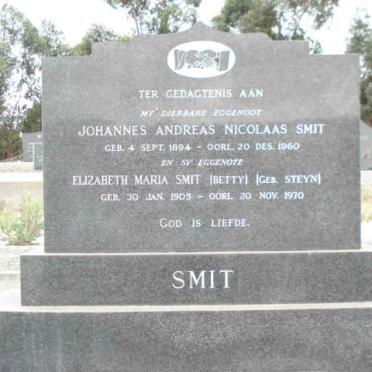 TER GEDAGTENIS AAN
MY DIERBARE EGGENOOT
JOHANNES ANDREAS NICOLAAS SMIT
GEB. 4 SEPT. 1894 - OORL. 20 DES. 1960
EN SY EGGENOTE
ELIZABETH MARIA SMIT (BETTY) (GEB. STEYN)
GEB. 30 JAN. 1905 - OORL. 20 NOV. 1970
GOD IS LIEFDE.
SMIT